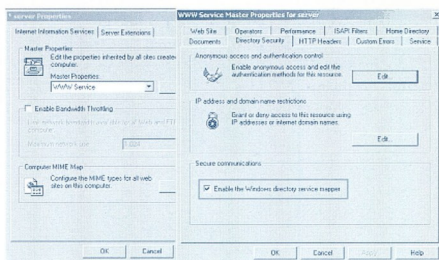 * server Properties
Internet Information Services
Server Extensions
Master Properties
Edit the properties inherited by all sites created
computer.
Master Properties:
WWW Service
Enable Bandwidth Throttling
Computer MIME Map
Configure the MIME types for all web
sites on this computer.
OK
Cancel
WWW Service Master Properties for server
Web Site
Operators
Performance
ISAPI Filters
Home Directory
Documents
Directory Security
HTTP Headers
Custom Errors
Service
Anonymous access and authentication control
Enable anonymous access and edit the
authentication methods for this resource.
Edit...
IP address and domain name restrictions
Grant or deny access to this resource using
IP addresses or internet domain names.
Edit...
Secure communications
Enable the Windows directory service mapper
OK
Cancel
Apply
Help